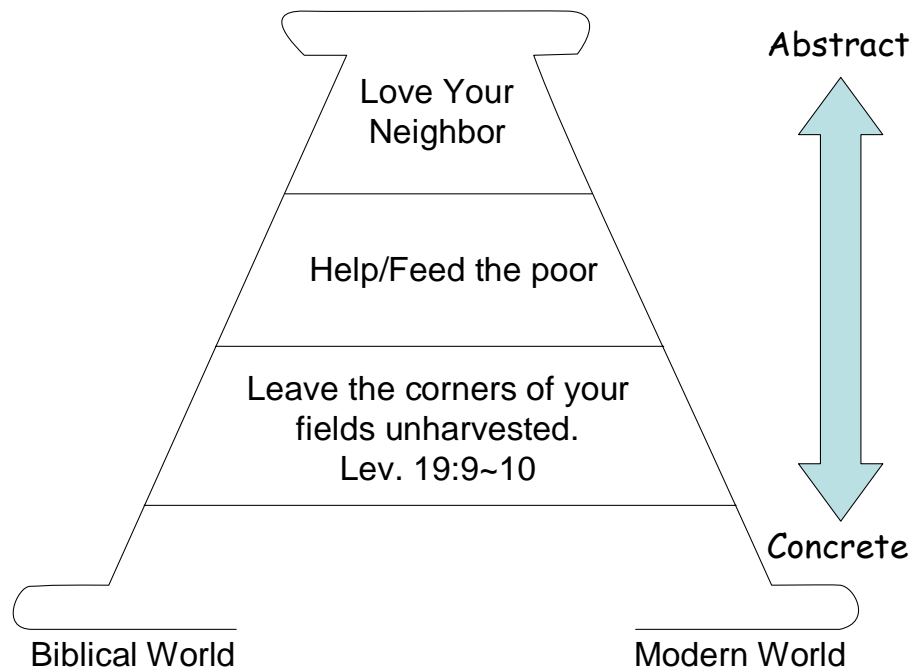 Abstract
Love Your
Neighbor
Help/Feed the poor
Leave the corners of your
fields unharvested.
Lev. 19:9~10
Concrete
Biblical World
Modern World